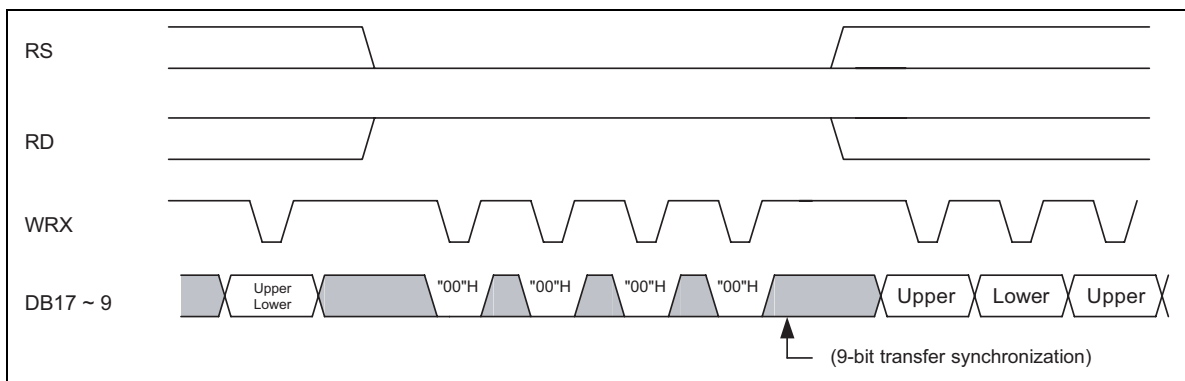 RS
RD
WRX
DB17 ~ 9
Upper
Lower
"00"H "00"H "00"H "00"H
Upper Lower Upper
(9-bit transfer synchronization)